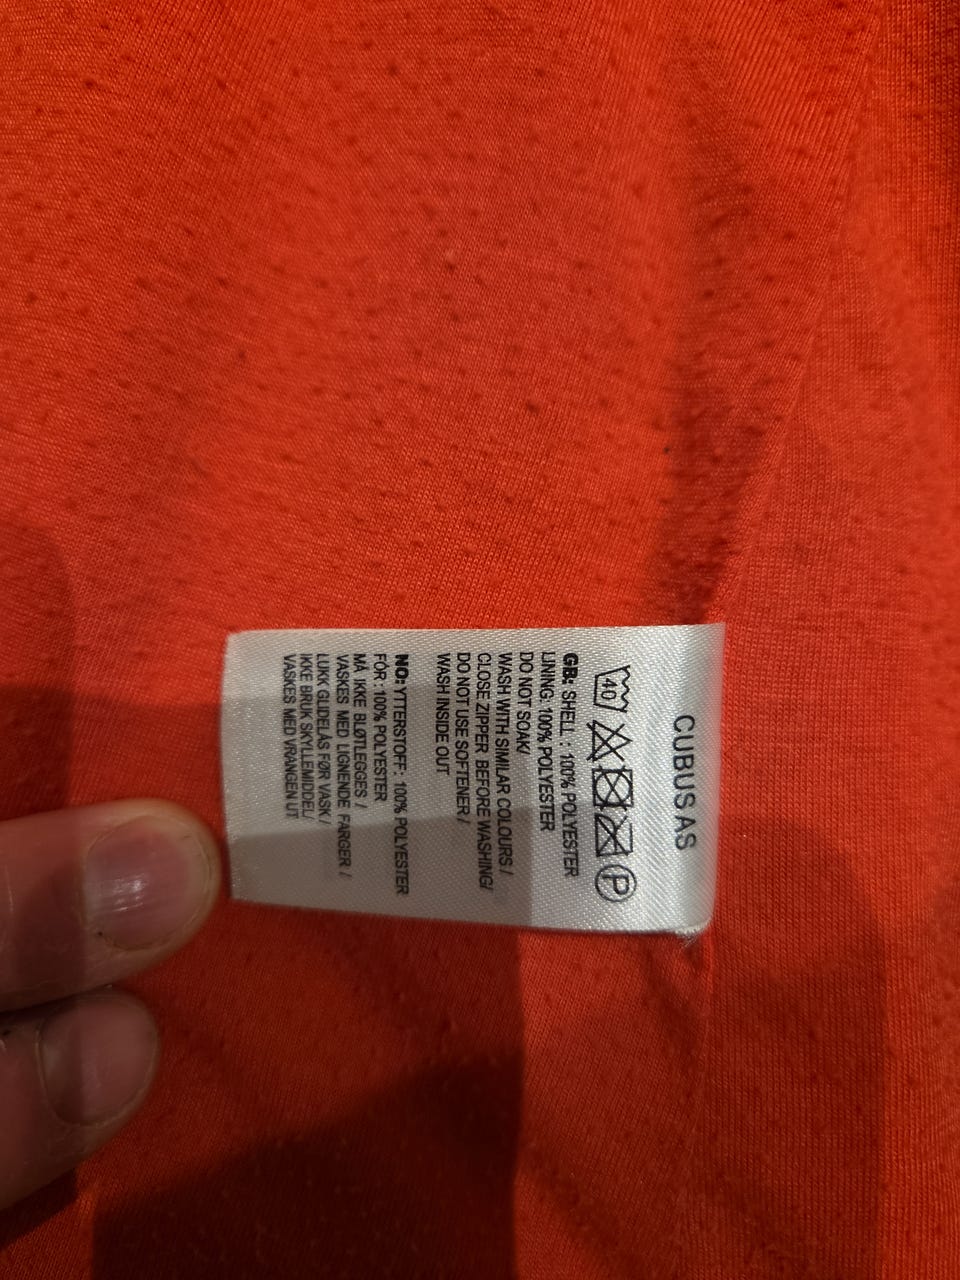 CUBUS AS
40 P
GB: SHELL : 100% POLYESTER
LINING: 100% POLYESTER
DO NOT SOAK/
WASH WITH SIMILAR COLOURS /
CLOSE ZIPPER BEFORE WASHING/
DO NOT USE SOFTENER /
WASH INSIDE OUT
NO: YTTERSTOFF : 100% POLYESTER
FÔR : 100% POLYESTER
MÅ IKKE BLØTLEGGES /
VASKES MED LIGNENDE FARGER /
LUKK GLIDELÅS FØR VASK /
IKKE BRUK SKYLLEMIDDEL/
VASKES MED VRANGEN UT